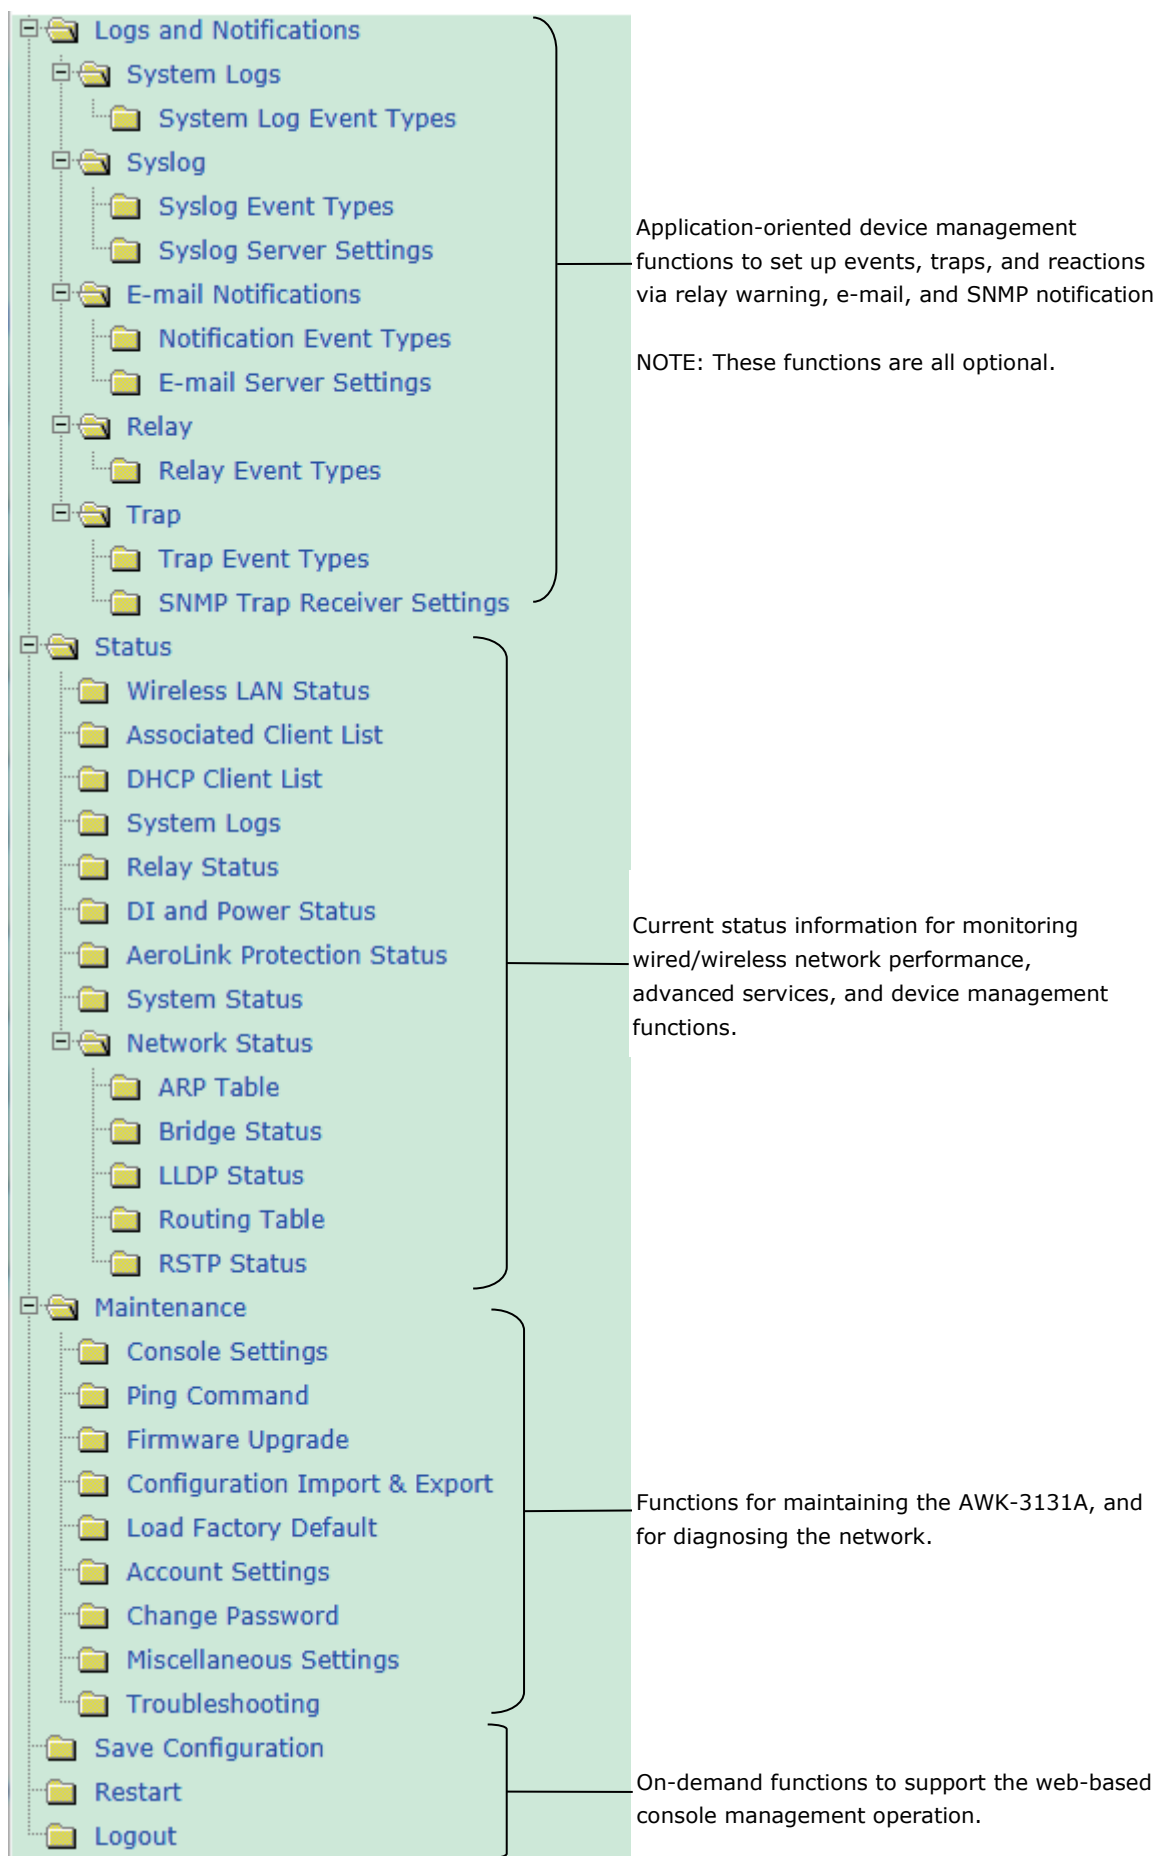 Logs and Notifications
System Logs
System Log Event Types
Syslog
Syslog Event Types
Syslog Server Settings
E-mail Notifications
Notification Event Types
E-mail Server Settings
Relay
Relay Event Types
Trap
Trap Event Types
SNMP Trap Receiver Settings
Application-oriented device management
functions to set up events, traps, and reactions
via relay warning, e-mail, and SNMP notification
NOTE: These functions are all optional.
Status
Wireless LAN Status
Associated Client List
DHCP Client List
System Logs
Relay Status
DI and Power Status
AeroLink Protection Status
System Status
Network Status
ARP Table
Bridge Status
LLDP Status
Routing Table
RSTP Status
Current status information for monitoring
wired/wireless network performance,
advanced services, and device management
functions.
Maintenance
Console Settings
Ping Command
Firmware Upgrade
Configuration Import & Export
Load Factory Default
Account Settings
Change Password
Miscellaneous Settings
Troubleshooting
Functions for maintaining the AWK-3131A, and
for diagnosing the network.
Save Configuration
Restart
Logout
On-demand functions to support the web-based
console management operation.